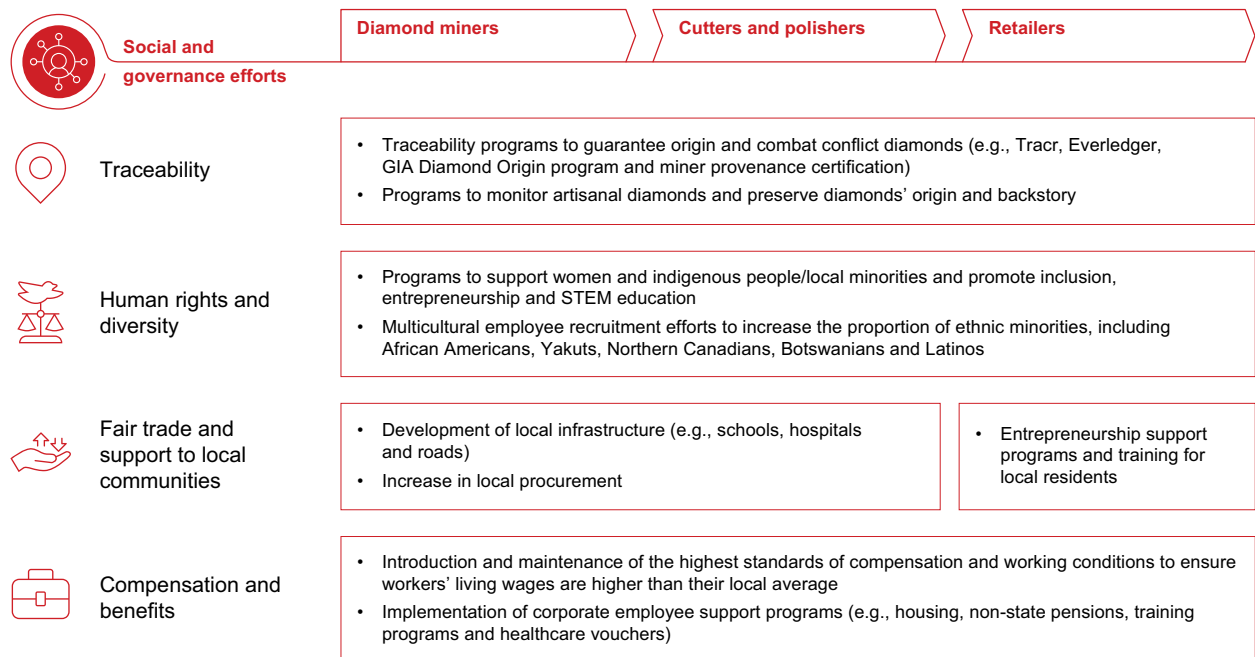 Social and
governance efforts
Diamond miners
Cutters and polishers
Retailers
Traceability
• Traceability programs to guarantee origin and combat conflict diamonds (e.g., Tracr, Everledger,
GIA Diamond Origin program and miner provenance certification)
• Programs to monitor artisanal diamonds and preserve diamonds’ origin and backstory
Human rights and
diversity
• Programs to support women and indigenous people/local minorities and promote inclusion,
entrepreneurship and STEM education
• Multicultural employee recruitment efforts to increase the proportion of ethnic minorities, including
African Americans, Yakuts, Northern Canadians, Botswanians and Latinos
Fair trade and
support to local
communities
• Development of local infrastructure (e.g., schools, hospitals
and roads)
• Increase in local procurement
• Entrepreneurship support
programs and training for
local residents
Compensation and
benefits
• Introduction and maintenance of the highest standards of compensation and working conditions to ensure
workers’ living wages are higher than their local average
• Implementation of corporate employee support programs (e.g., housing, non-state pensions, training
programs and healthcare vouchers)